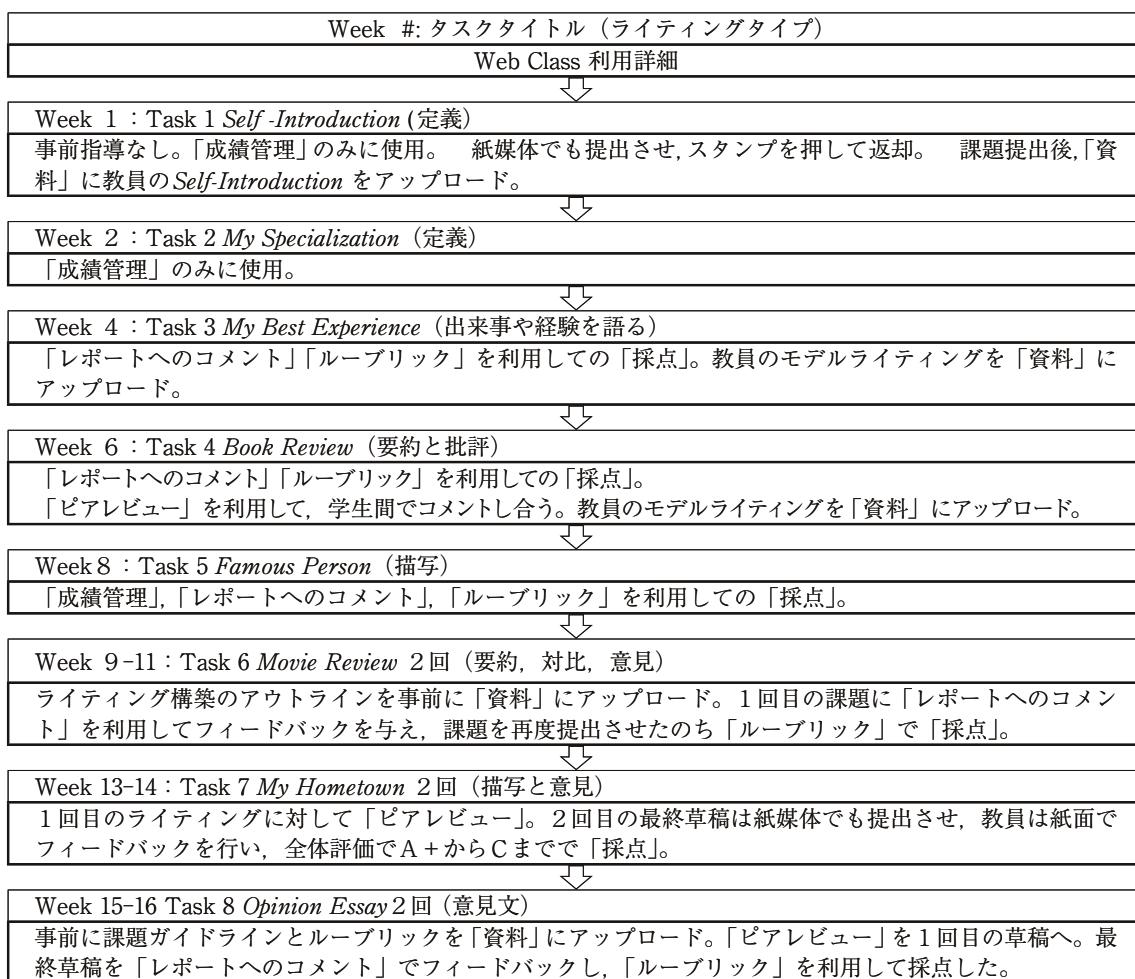 Week #: タスクタイトル（ライティングタイプ）
Web Class 利用詳細
Week 1：Task 1 Self -Introduction (定義）
事前指導なし。「成績管理」のみに使用。　紙媒体でも提出させ, スタンプを押して返却。　課題提出後,「資
料」に教員のSelf-Introduction をアップロード。
Week 2：Task 2 My Specialization（定義）
「成績管理」のみに使用。
Week 4：Task 3 My Best Experience（出来事や経験を語る）
「レポートへのコメント」「ルーブリック」を利用しての「採点」。教員のモデルライティングを「資料」に
アップロード。
Week 6：Task 4 Book Review（要約と批評）
「レポートへのコメント」「ルーブリック」を利用しての「採点」。
「ピアレビュー」を利用して，学生間でコメントし合う。教員のモデルライティングを「資料」にアップロード。
Week８：Task 5 Famous Person（描写）
「成績管理」,「レポートへのコメント」,「ルーブリック」を利用しての「採点」。
Week 9-11：Task 6 Movie Review ２回（要約，対比，意見）
ライティング構築のアウトラインを事前に「資料」にアップロード。１回目の課題に「レポートへのコメン
ト」を利用してフィードバックを与え，課題を再度提出させたのち「ルーブリック」で「採点」。
Week 13-14：Task 7 My Hometown ２回（描写と意見）
１回目のライティングに対して「ピアレビュー」。２回目の最終草稿は紙媒体でも提出させ，教員は紙面で
フィードバックを行い，全体評価でＡ＋からＣまでで「採点」。
Week 15-16 Task 8 Opinion Essay２回（意見文）
事前に課題ガイドラインとルーブリックを「資料」にアップロード。「ピアレビュー」を１回目の草稿へ。最
終草稿を「レポートへのコメント」でフィードバックし，「ルーブリック」を利用して採点した。